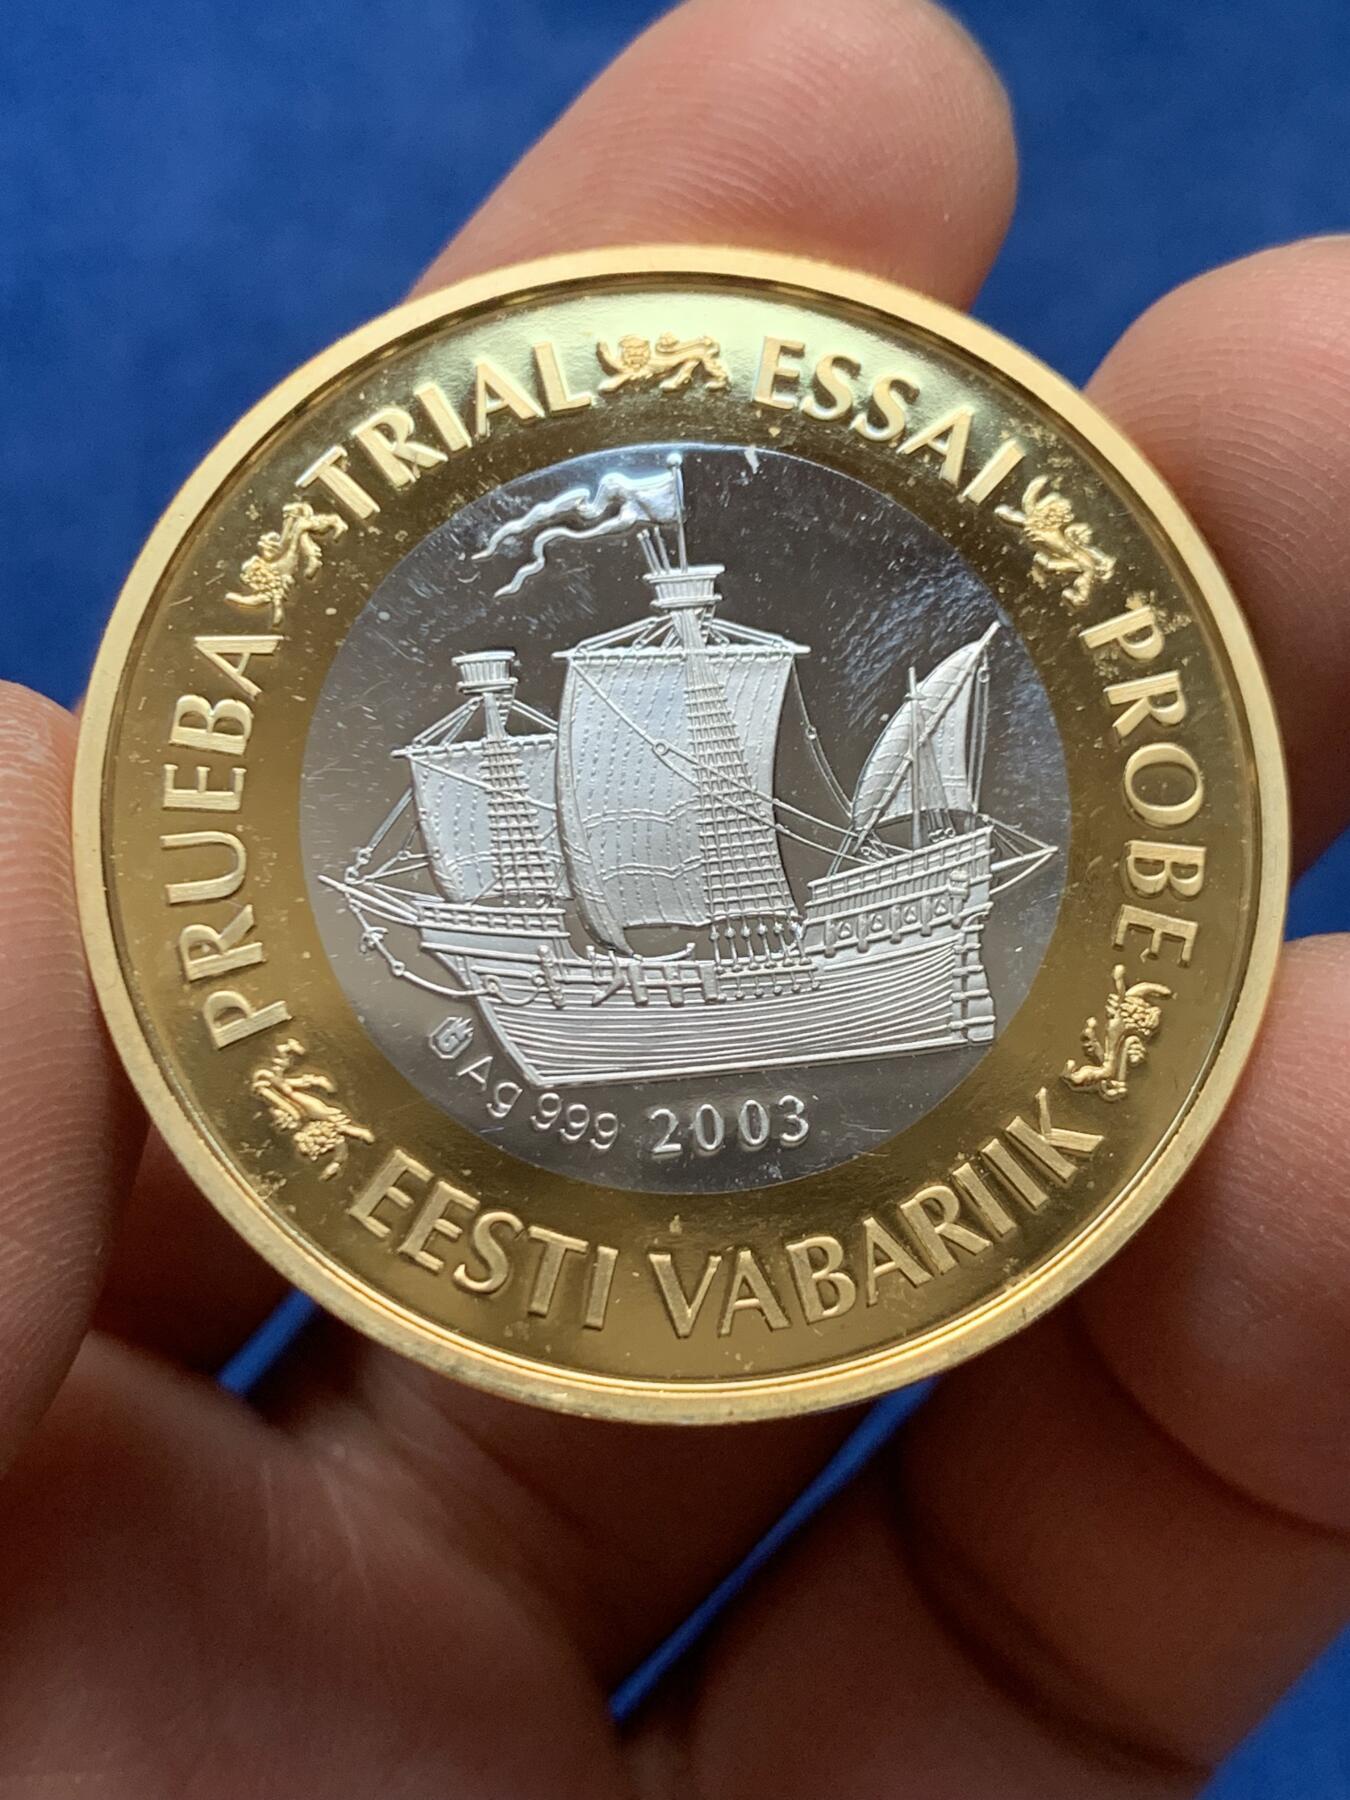 PRUEBA TRIAL ESSAI PROBE
EESTI VABARIIK
Ag 999 2003